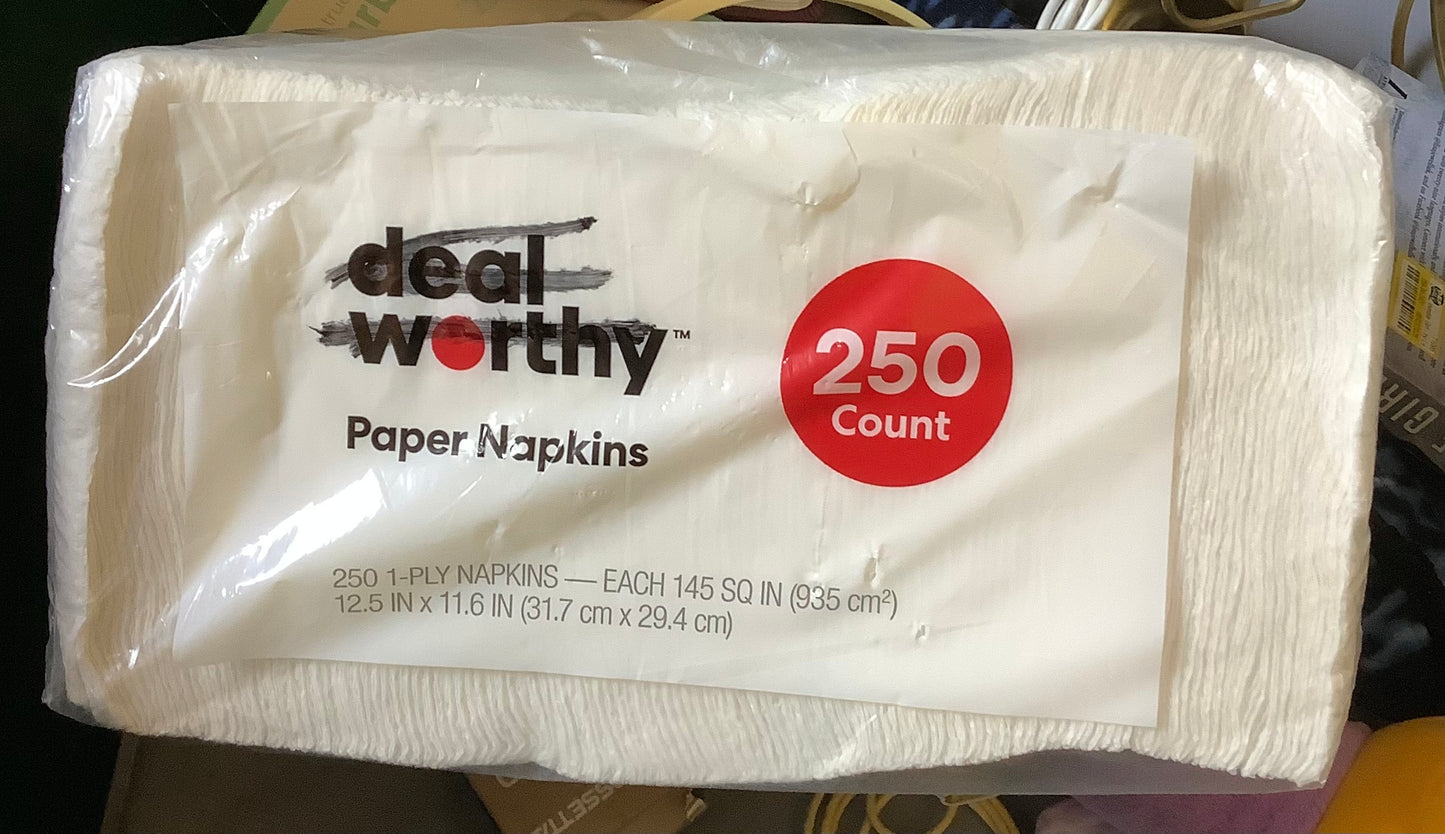 deal
worthy™
Paper Napkins
250
Count
250 1-PLY NAPKINS — EACH 145 SQ IN (935 cm²)
12.5 IN x 11.6 IN (31.7 cm x 29.4 cm)